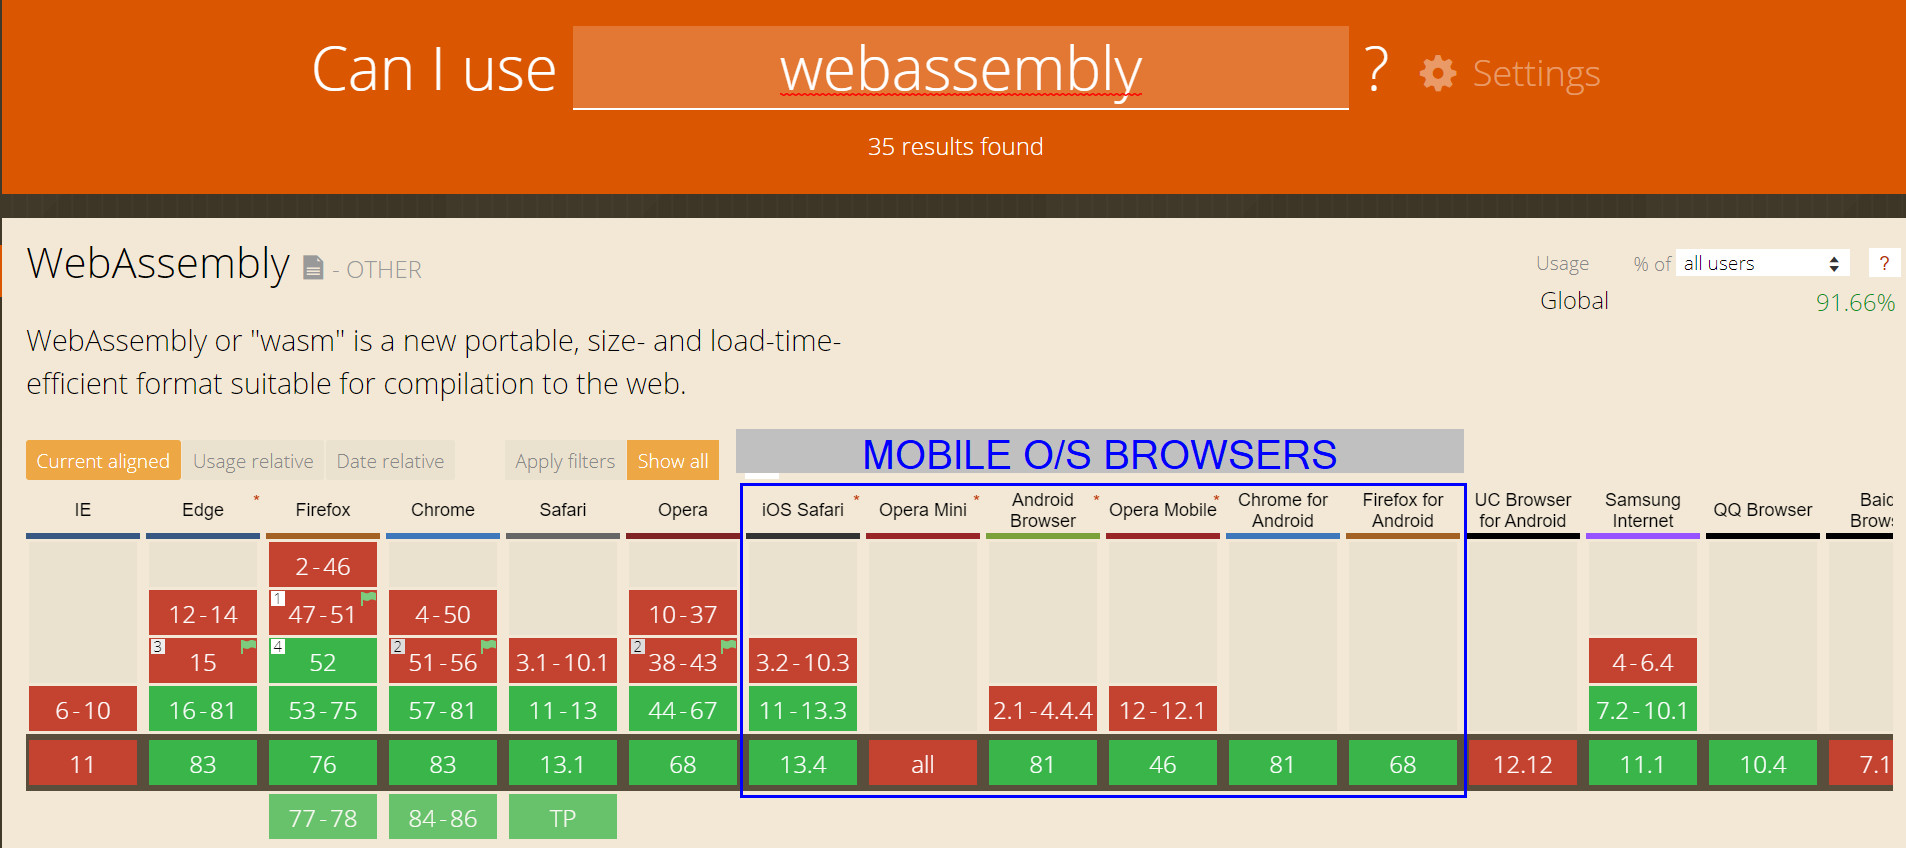 Can I use webassembly ? Settings
35 results found
WebAssembly - OTHER
Usage % of all users ?
Global 91.66%
WebAssembly or "wasm" is a new portable, size- and load-time-
efficient format suitable for compilation to the web.
Current aligned Usage relative Date relative Apply filters Show all
MOBILE O/S BROWSERS
IE Edge * Firefox Chrome Safari Opera iOS Safari * Opera Mini * Android Browser * Opera Mobile * Chrome for Android Firefox for Android UC Browser for Android Samsung Internet QQ Browser Baid Brows
2-46
12-14 1 47-51 4-50 10-37
3 15 4 52 2 51-56 3.1-10.1 2 38-43 3.2-10.3 4-6.4
6-10 16-81 53-75 57-81 11-13 44-67 11-13.3 2.1-4.4.4 12-12.1 7.2-10.1
11 83 76 83 13.1 68 13.4 all 81 46 81 68 12.12 11.1 10.4 7.1
77-78 84-86 TP